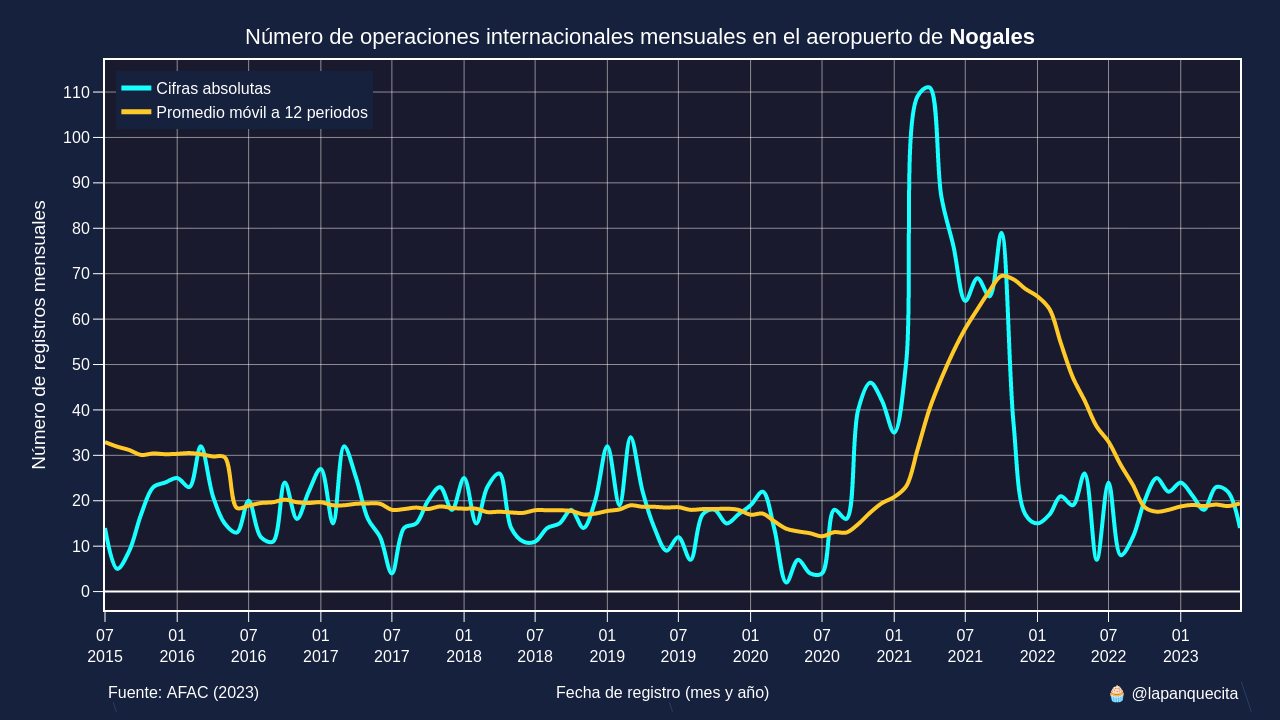 Número de operaciones internacionales mensuales en el aeropuerto de Nogales
Cifras absolutas
Promedio móvil a 12 periodos
Número de registros mensuales
110
100
90
80
70
60
50
40
30
20
10
0
07 01 07 01 07 01 07 01 07 01 07 01 07 01 07 01
2015 2016 2016 2017 2017 2018 2018 2019 2019 2020 2020 2021 2021 2022 2022 2023
Fuente: AFAC (2023) Fecha de registro (mes y año) 🧁 @lapanquecita